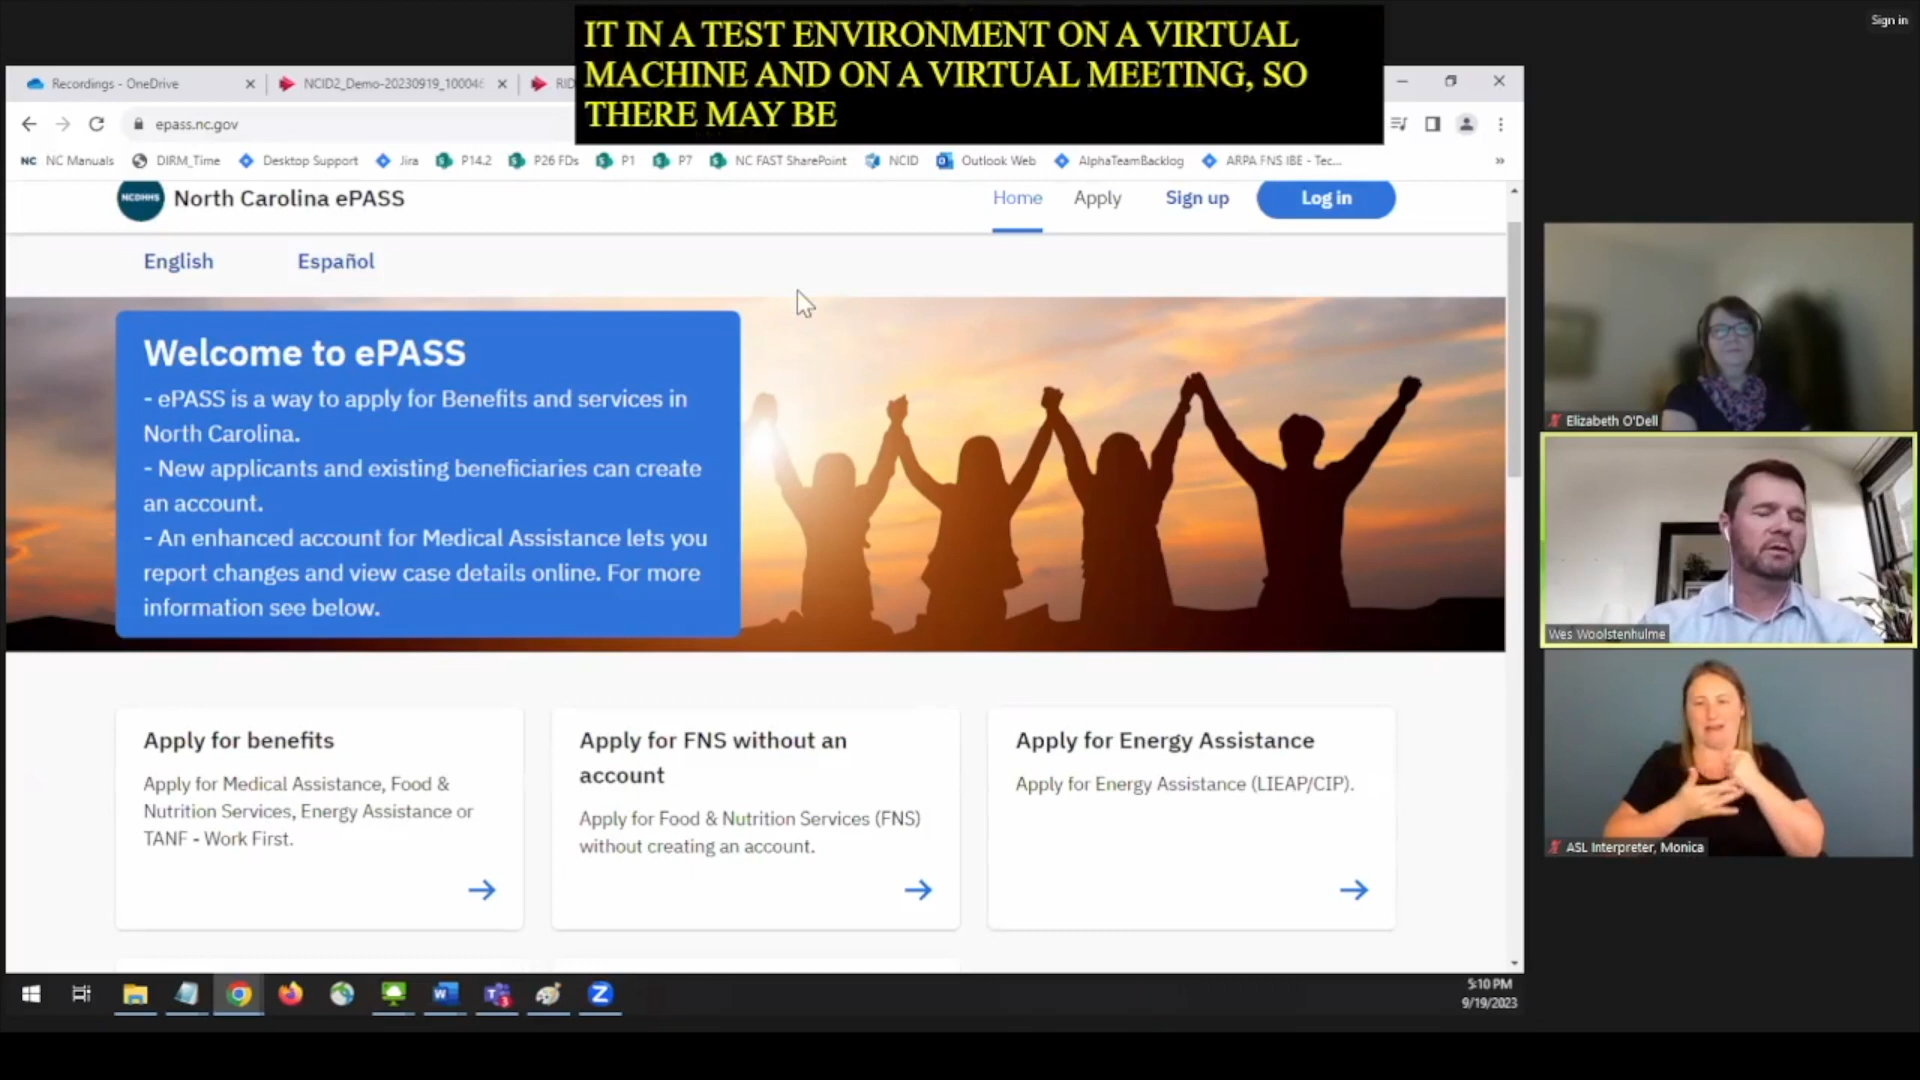 IT IN A TEST ENVIRONMENT ON A VIRTUAL
MACHINE AND ON A VIRTUAL MEETING, SO
THERE MAY BE
Sign in
Recordings - OneDrive
NCID2_Demo-20230919_10004
epass.nc.gov
NC NC Manuals
DIRM_Time
Desktop Support
Jira
P14.2
P26 FDs
P1
P7
NC FAST SharePoint
NCID
Outlook Web
AlphaTeamBacklog
ARPA FNS IBE - Tec...
»
NCDHHS
North Carolina ePASS
Home
Apply
Sign up
Log in
English
Español
Welcome to ePASS
- ePASS is a way to apply for Benefits and services in
North Carolina.
- New applicants and existing beneficiaries can create
an account.
- An enhanced account for Medical Assistance lets you
report changes and view case details online. For more
information see below.
Apply for benefits
Apply for Medical Assistance, Food &
Nutrition Services, Energy Assistance or
TANF - Work First.
Apply for FNS without an
account
Apply for Food & Nutrition Services (FNS)
without creating an account.
Apply for Energy Assistance
Apply for Energy Assistance (LIEAP/CIP).
Elizabeth O'Dell
Wes Woolstenhulme
ASL Interpreter, Monica
5:10 PM
9/19/2023